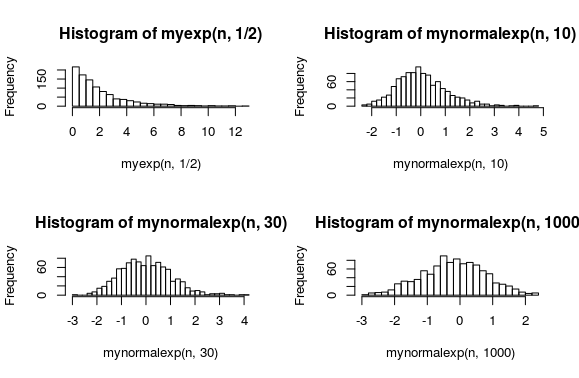 Histogram of myexp(n, 1/2)
Frequency
150
0
0 2 4 6 8 10 12
myexp(n, 1/2)
Histogram of mynormalexp(n, 10)
Frequency
60
0
-2 -1 0 1 2 3 4 5
mynormalexp(n, 10)
Histogram of mynormalexp(n, 30)
Frequency
60
0
-3 -2 -1 0 1 2 3 4
mynormalexp(n, 30)
Histogram of mynormalexp(n, 1000
Frequency
60
0
-3 -2 -1 0 1 2
mynormalexp(n, 1000)